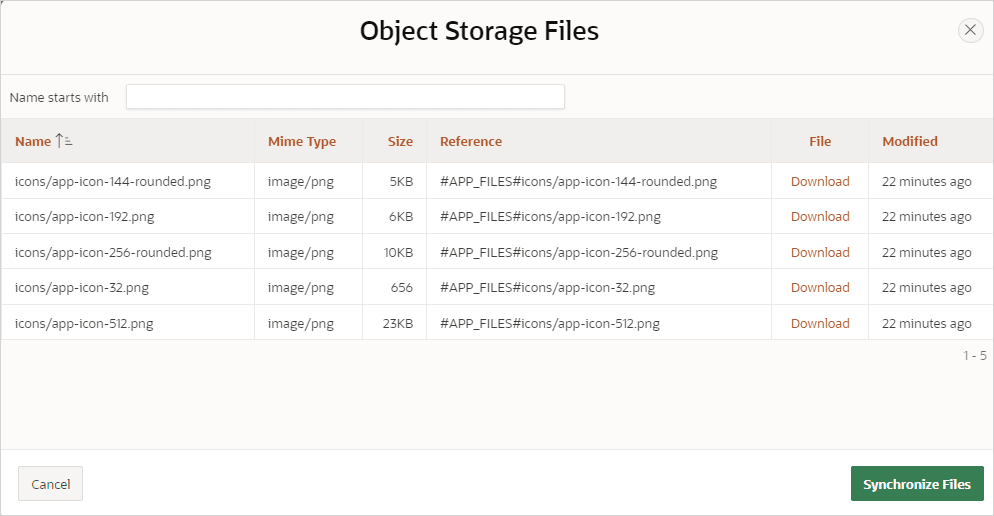 Object Storage Files
Name starts with
Name Mime Type Size Reference File Modified
icons/app-icon-144-rounded.png image/png 5KB #APP_FILES#icons/app-icon-144-rounded.png Download 22 minutes ago
icons/app-icon-192.png image/png 6KB #APP_FILES#icons/app-icon-192.png Download 22 minutes ago
icons/app-icon-256-rounded.png image/png 10KB #APP_FILES#icons/app-icon-256-rounded.png Download 22 minutes ago
icons/app-icon-32.png image/png 656 #APP_FILES#icons/app-icon-32.png Download 22 minutes ago
icons/app-icon-512.png image/png 23KB #APP_FILES#icons/app-icon-512.png Download 22 minutes ago
1 - 5
Cancel Synchronize Files